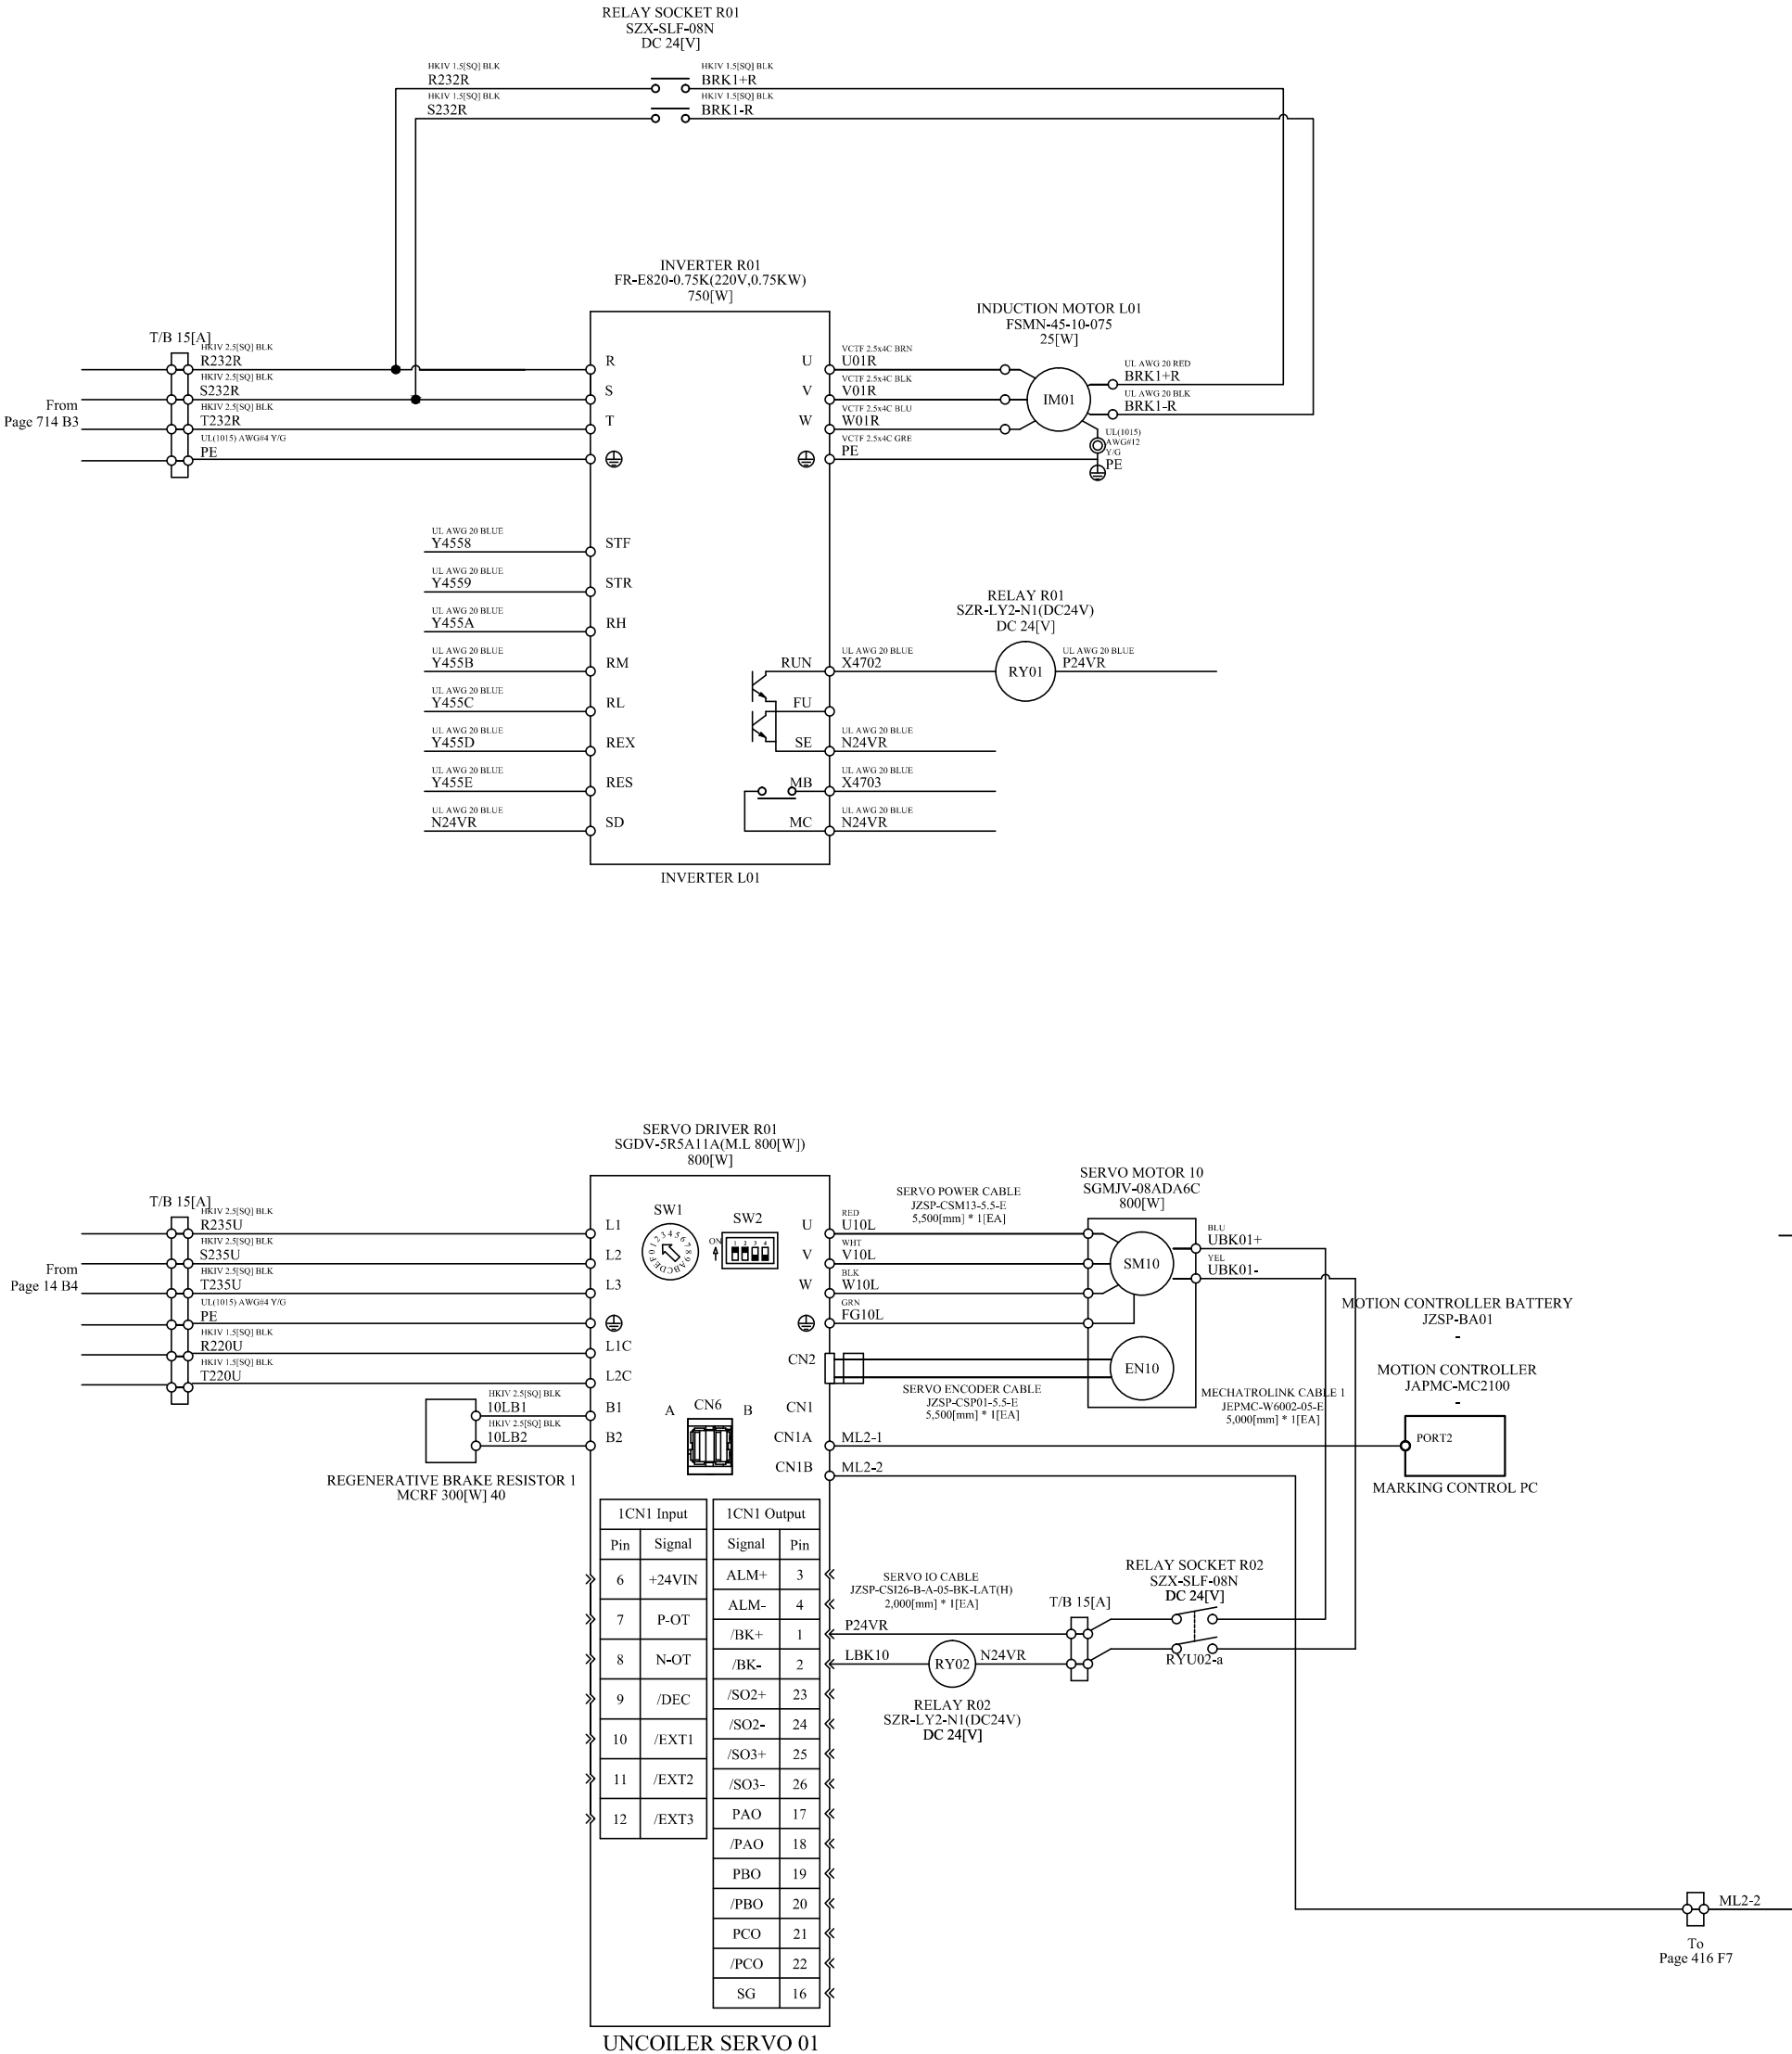 RELAY SOCKET R01
SZX-SLF-08N
DC 24[V]
HKIV 1.5[SQ] BLK
R232R
HKIV 1.5[SQ] BLK
BRK1+R
HKIV 1.5[SQ] BLK
S232R
HKIV 1.5[SQ] BLK
BRK1-R
INVERTER R01
FR-E820-0.75K(220V,0.75KW)
750[W]
INDUCTION MOTOR L01
FSMN-45-10-075
25[W]
T/B 15[A]
HKIV 2.5[SQ] BLK
R232R
HKIV 2.5[SQ] BLK
S232R
HKIV 2.5[SQ] BLK
T232R
UL(1015) AWG#4 Y/G
PE
From
Page 714 B3
R
S
T
U
V
W
VCTF 2.5x4C BRN
U01R
VCTF 2.5x4C BLK
V01R
VCTF 2.5x4C BLU
W01R
VCTF 2.5x4C GRE
PE
IM01
UL AWG 20 RED
BRK1+R
UL AWG 20 BLK
BRK1-R
UL(1015)
AWG#12
Y/G
PE
UL AWG 20 BLUE
Y4558
STF
UL AWG 20 BLUE
Y4559
STR
UL AWG 20 BLUE
Y455A
RH
UL AWG 20 BLUE
Y455B
RM
UL AWG 20 BLUE
Y455C
RL
UL AWG 20 BLUE
Y455D
REX
UL AWG 20 BLUE
Y455E
RES
UL AWG 20 BLUE
N24VR
SD
RELAY R01
SZR-LY2-N1(DC24V)
DC 24[V]
RUN
UL AWG 20 BLUE
X4702
RY01
UL AWG 20 BLUE
P24VR
FU
SE
UL AWG 20 BLUE
N24VR
MB
UL AWG 20 BLUE
X4703
MC
UL AWG 20 BLUE
N24VR
INVERTER L01
SERVO DRIVER R01
SGDV-5R5A11A(M.L 800[W])
800[W]
T/B 15[A]
HKIV 2.5[SQ] BLK
R235U
HKIV 2.5[SQ] BLK
S235U
HKIV 2.5[SQ] BLK
T235U
UL(1015) AWG#4 Y/G
PE
HKIV 1.5[SQ] BLK
R220U
HKIV 1.5[SQ] BLK
T220U
From
Page 14 B4
L1
L2
L3
L1C
L2C
B1
B2
HKIV 2.5[SQ] BLK
10LB1
HKIV 2.5[SQ] BLK
10LB2
REGENERATIVE BRAKE RESISTOR 1
MCRF 300[W] 40
SW1
0123456789ABCDEF
SW2
ON
1 2 3 4
A CN6 B
U
V
W
CN2
CN1
CN1A
CN1B
SERVO POWER CABLE
JZSP-CSM13-5.5-E
5,500[mm] * 1[EA]
RED
U10L
WHT
V10L
BLK
W10L
GRN
FG10L
SERVO MOTOR 10
SGMJV-08ADA6C
800[W]
SM10
EN10
BLU
UBK01+
YEL
UBK01-
SERVO ENCODER CABLE
JZSP-CSP01-5.5-E
5,500[mm] * 1[EA]
MOTION CONTROLLER BATTERY
JZSP-BA01
-
MOTION CONTROLLER
JAPMC-MC2100
-
MECHATROLINK CABLE 1
JEPMC-W6002-05-E
5,000[mm] * 1[EA]
PORT2
MARKING CONTROL PC
ML2-1
ML2-2
1CN1 Input
Pin Signal
6 +24VIN
7 P-OT
8 N-OT
9 /DEC
10 /EXT1
11 /EXT2
12 /EXT3
1CN1 Output
Signal Pin
ALM+ 3
ALM- 4
/BK+ 1
/BK- 2
/SO2+ 23
/SO2- 24
/SO3+ 25
/SO3- 26
PAO 17
/PAO 18
PBO 19
/PBO 20
PCO 21
/PCO 22
SG 16
SERVO IO CABLE
JZSP-CSI26-B-A-05-BK-LAT(H)
2,000[mm] * 1[EA]
P24VR
LBK10
RY02
N24VR
T/B 15[A]
RELAY R02
SZR-LY2-N1(DC24V)
DC 24[V]
RELAY SOCKET R02
SZX-SLF-08N
DC 24[V]
RYU02-a
ML2-2
To
Page 416 F7
UNCOILER SERVO 01